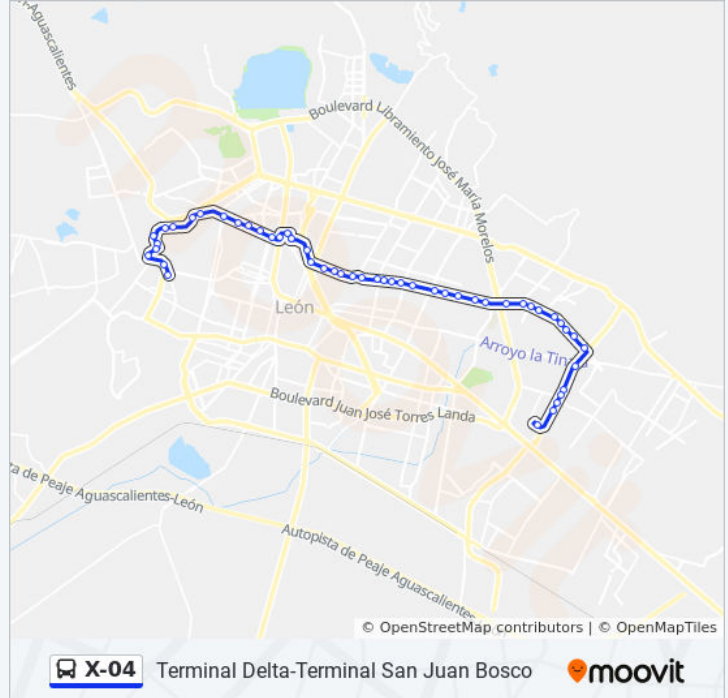 n-Aguascalientes
Boulevard Libramiento José María Morelos
León
Arroyo la Tin
Boulevard Juan José Torres Landa
ta de Peaje Aguascalientes-León
Autopista de Peaje Aguascalientes
© OpenStreetMap contributors | © OpenMapTiles
X-04 Terminal Delta-Terminal San Juan Bosco moovit